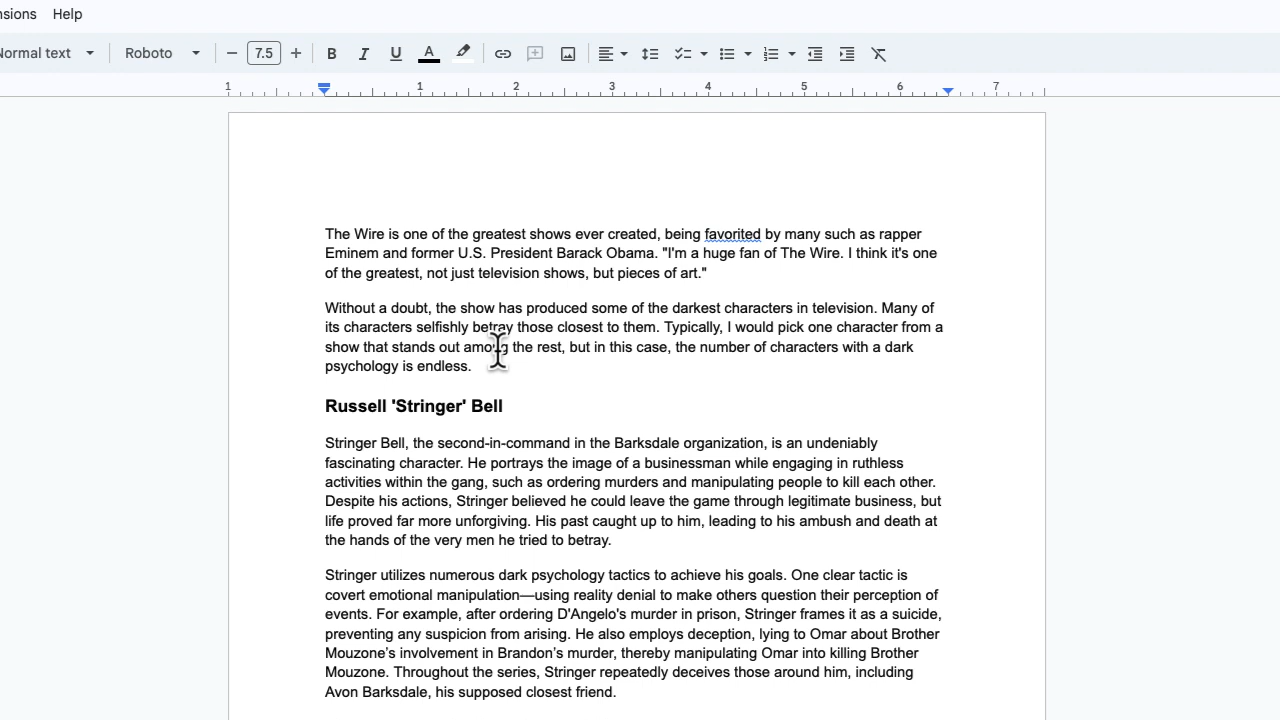 nsions Help
Normal text Roboto 7.5 B I U A
1 1 2 3 4 5 6 7
The Wire is one of the greatest shows ever created, being favorited by many such as rapper
Eminem and former U.S. President Barack Obama. "I'm a huge fan of The Wire. I think it's one
of the greatest, not just television shows, but pieces of art."
Without a doubt, the show has produced some of the darkest characters in television. Many of
its characters selfishly betray those closest to them. Typically, I would pick one character from a
show that stands out among the rest, but in this case, the number of characters with a dark
psychology is endless.
Russell 'Stringer' Bell
Stringer Bell, the second-in-command in the Barksdale organization, is an undeniably
fascinating character. He portrays the image of a businessman while engaging in ruthless
activities within the gang, such as ordering murders and manipulating people to kill each other.
Despite his actions, Stringer believed he could leave the game through legitimate business, but
life proved far more unforgiving. His past caught up to him, leading to his ambush and death at
the hands of the very men he tried to betray.
Stringer utilizes numerous dark psychology tactics to achieve his goals. One clear tactic is
covert emotional manipulation—using reality denial to make others question their perception of
events. For example, after ordering D'Angelo's murder in prison, Stringer frames it as a suicide,
preventing any suspicion from arising. He also employs deception, lying to Omar about Brother
Mouzone’s involvement in Brandon’s murder, thereby manipulating Omar into killing Brother
Mouzone. Throughout the series, Stringer repeatedly deceives those around him, including
Avon Barksdale, his supposed closest friend.